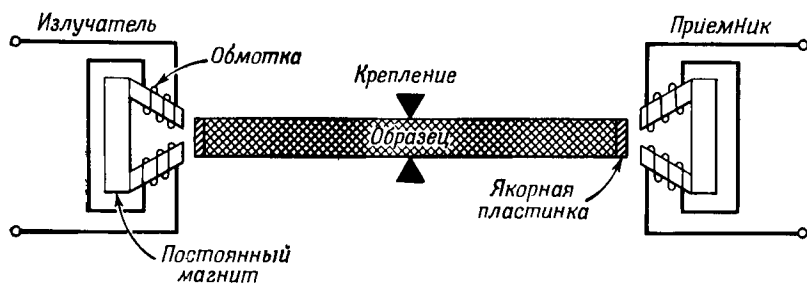 Излучатель
Приемник
Обмотка
Крепление
Образец
Якорная
пластинка
Постоянный
магнит